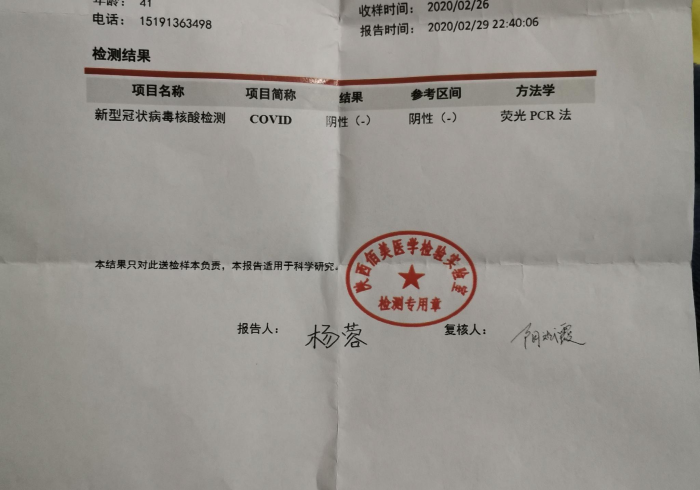 年龄： 41
收样时间： 2020/02/26
电话： 15191363498
报告时间： 2020/02/29 22:40:06
检测结果
项目名称 项目简称 结果 参考区间 方法学
新型冠状病毒核酸检测 COVID 阴性（-） 阴性（-） 荧光 PCR 法
本结果只对此送检样本负责，本报告适用于科学研究。
陕西佰美医学检验实验室
检测专用章
报告人： 杨蓉 复核人：